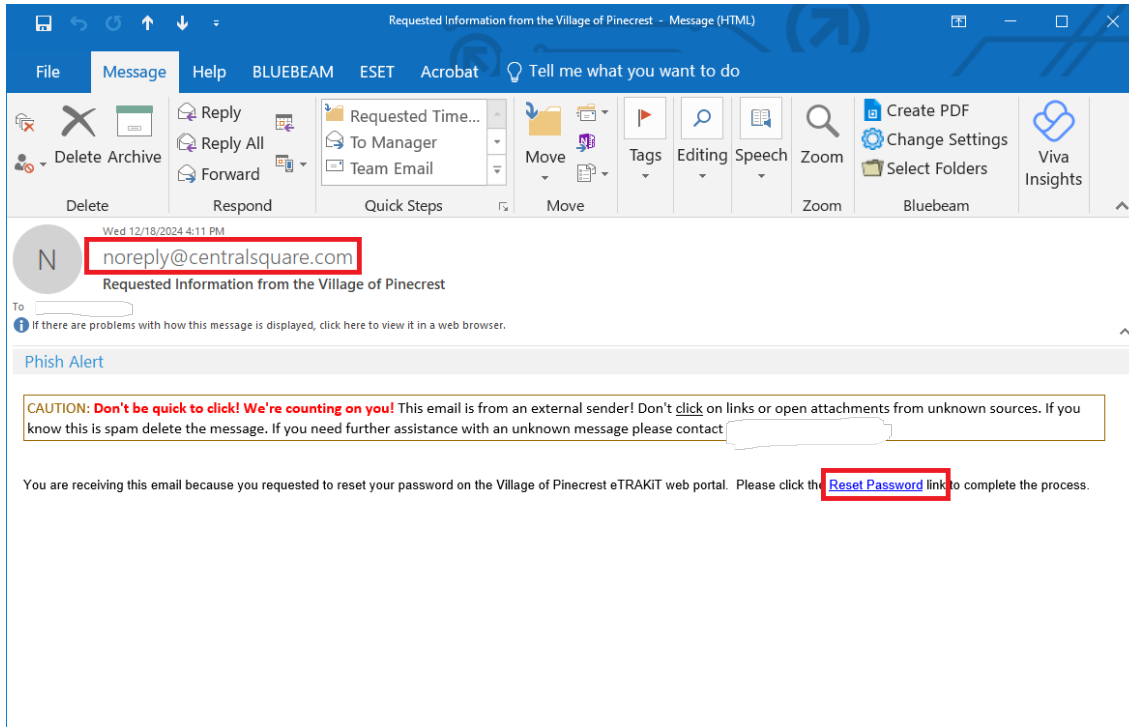 Requested Information from the Village of Pinecrest - Message (HTML)
File Message Help BLUEBEAM ESET Acrobat Tell me what you want to do
Delete Archive
Reply
Reply All
Forward
Requested Time...
To Manager
Team Email
Move
Tags
Editing
Speech
Zoom
Create PDF
Change Settings
Select Folders
Viva
Insights
Delete Respond Quick Steps Move Zoom Bluebeam
Wed 12/18/2024 4:11 PM
N
noreply@centralsquare.com
Requested Information from the Village of Pinecrest
To
If there are problems with how this message is displayed, click here to view it in a web browser.
Phish Alert
CAUTION: Don't be quick to click! We're counting on you! This email is from an external sender! Don't click on links or open attachments from unknown sources. If you
know this is spam delete the message. If you need further assistance with an unknown message please contact
You are receiving this email because you requested to reset your password on the Village of Pinecrest eTRAKiT web portal. Please click the Reset Password link to complete the process.